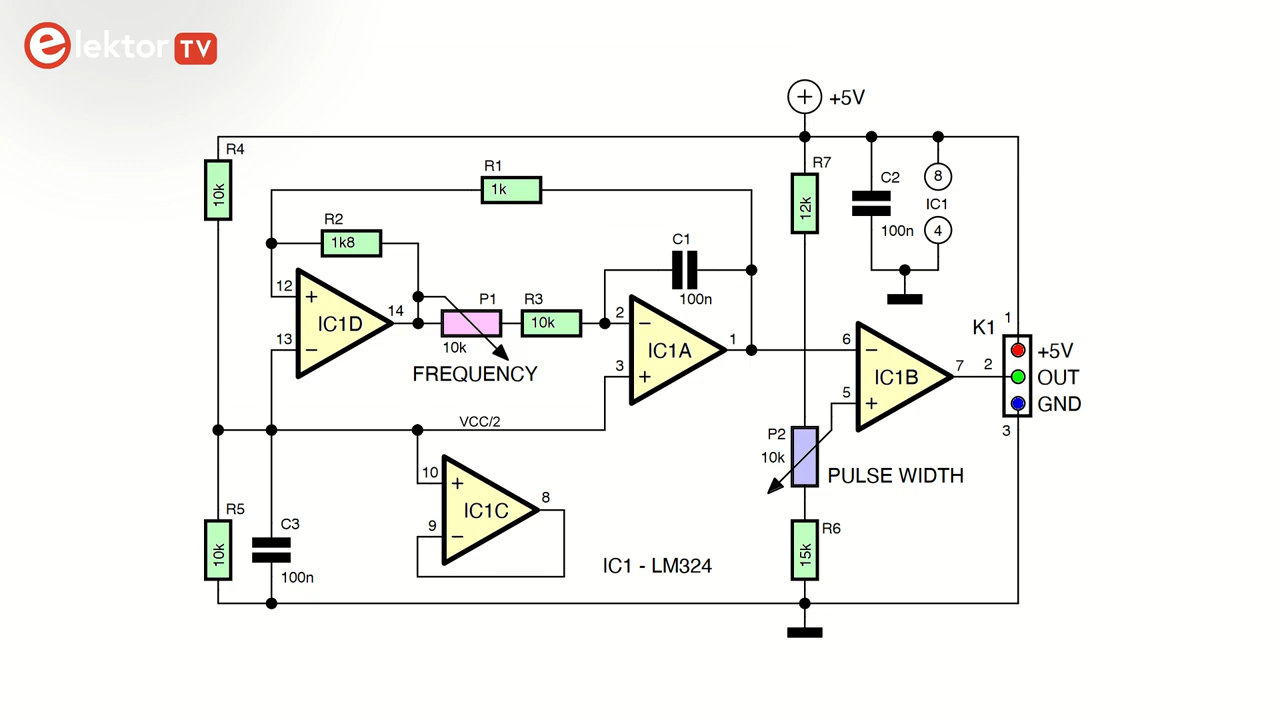 elektor TV
+5V
R4
10k
R1
1k
R7
12k
C2
100n
8
IC1
4
R2
1k8
C1
100n
12
+
13
−
IC1D
14
P1
10k
FREQUENCY
R3
10k
2
−
3
+
IC1A
1
6
−
5
+
IC1B
7
2
K1
1
+5V
OUT
GND
3
VCC/2
P2
10k
PULSE WIDTH
10
+
9
−
IC1C
8
R5
10k
C3
100n
R6
15k
IC1 - LM324